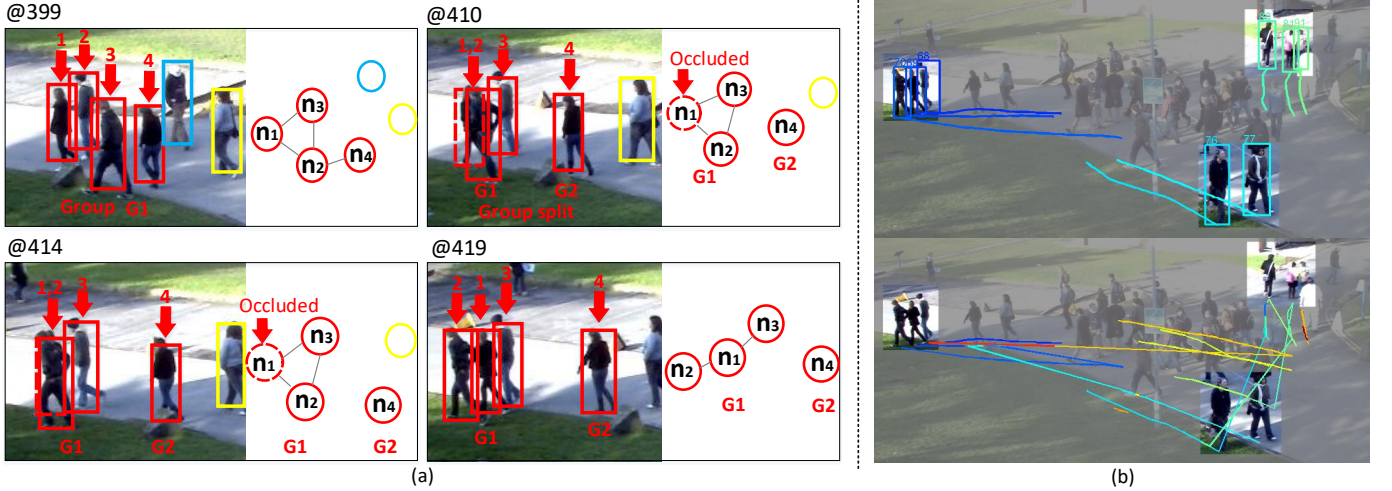 @399
1 2 3 4
Group G1
n3
n1
n2 n4
@410
1,2 3 4
G1 G2
Group split
Occluded
n1 n3
n2 n4
G1 G2
@414
1,2 3 4
G1 G2
Occluded
n1 n3
n2 n4
G1 G2
@419
2 1 3 4
G1 G2
n3
n2 n1 n4
G1 G2
(a)
68
76 77
(b)